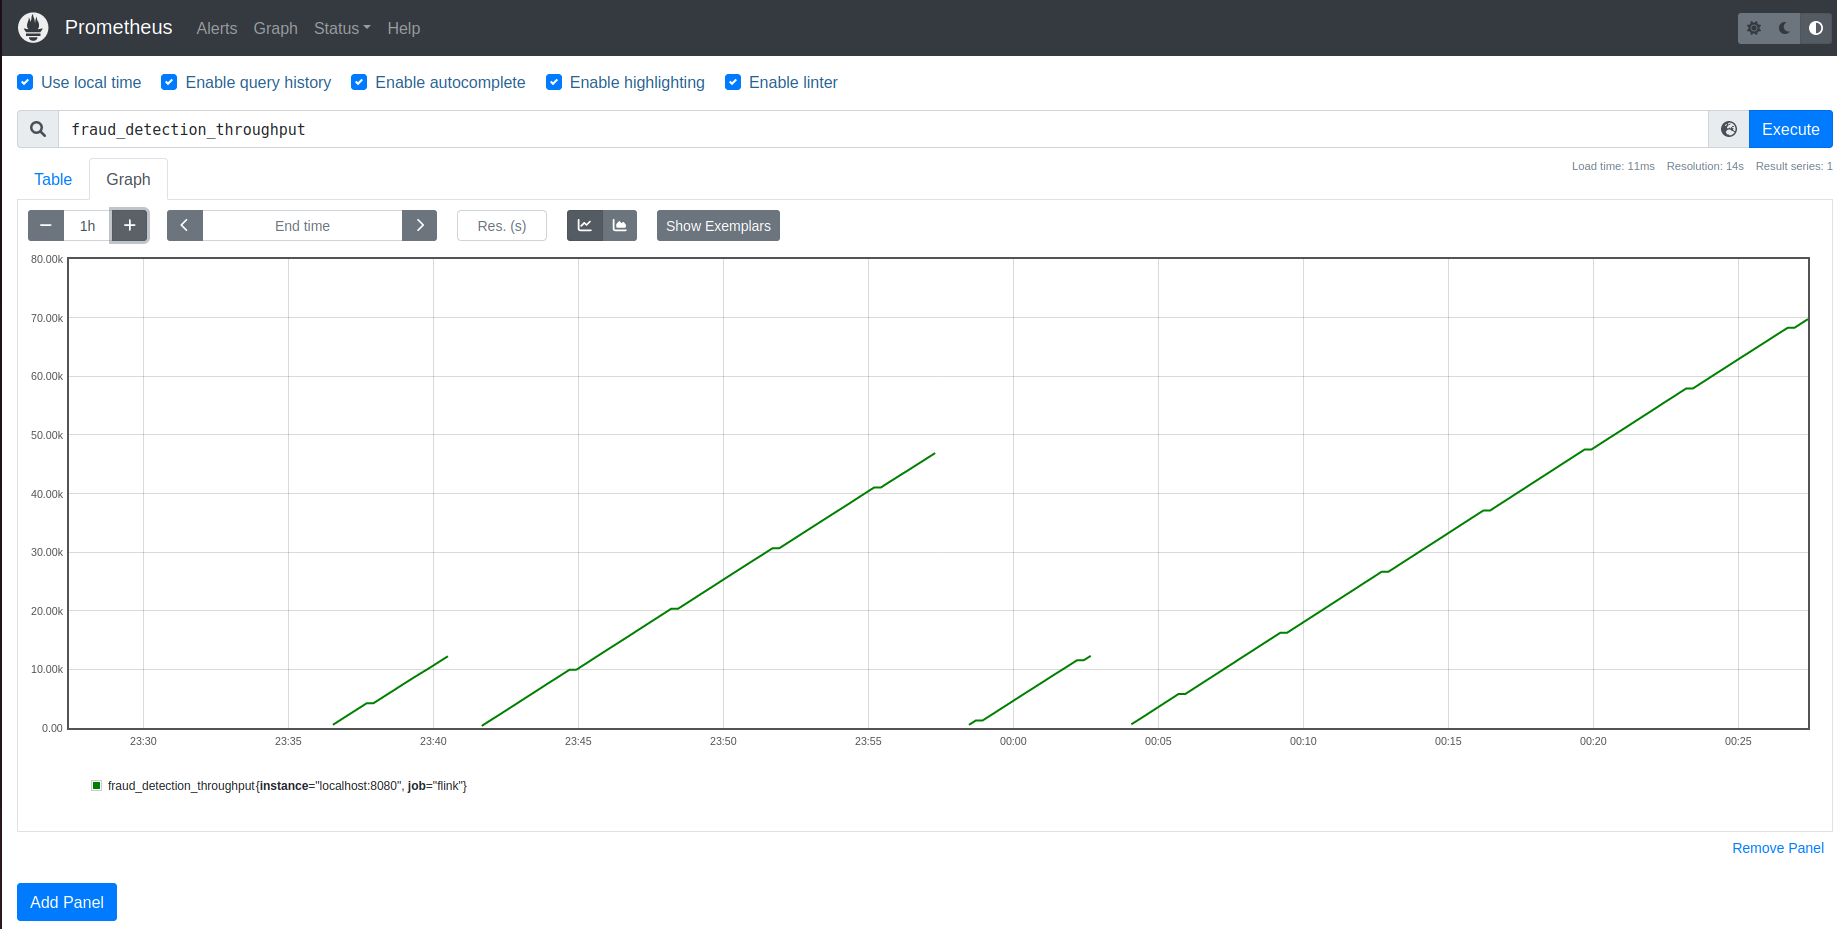 Prometheus Alerts Graph Status Help
Use local time Enable query history Enable autocomplete Enable highlighting Enable linter
fraud_detection_throughput Execute
Load time: 11ms Resolution: 14s Result series: 1
Table Graph
1h End time Res. (s) Show Exemplars
80.00k
70.00k
60.00k
50.00k
40.00k
30.00k
20.00k
10.00k
0.00
23:30 23:35 23:40 23:45 23:50 23:55 00:00 00:05 00:10 00:15 00:20 00:25
fraud_detection_throughput{instance="localhost:8080", job="flink"}
Remove Panel
Add Panel